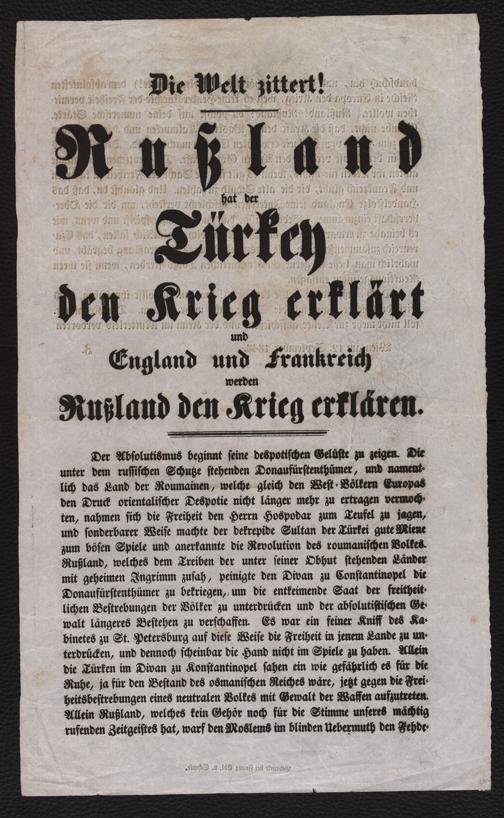 Die Welt zittert!
Rußland
hat der
Türkey
den Krieg erklärt
und
England und Frankreich
werden
Rußland den Krieg erklären.
Der Absolutismus beginnt seine despotischen Gelüste zu zeigen. Die
unter dem russischen Schutze stehenden Donaufürstenthümer, und nament-
lich das Land der Roumainen, welche gleich den West-Völkern Europas
den Druck orientalischer Despotie nicht länger mehr zu ertragen vermoch-
ten, nahmen sich die Freiheit den Herrn Hospodar zum Teufel zu jagen,
und sonderbarer Weise machte der dekrepide Sultan der Türkei gute Miene
zum bösen Spiele und anerkannte die Revolution des roumanischen Volkes.
Rußland, welches dem Treiben der unter seiner Obhut stehenden Länder
mit geheimen Ingrimm zusah, peinigte den Divan zu Constantinopel die
Donaufürstenthümer zu bekriegen, um die entkeimende Saat der freitheit-
lichen Bestrebungen der Völker zu unterdrücken und der absolutistischen Ge-
walt längeres Bestehen zu verschaffen. Es war ein feiner Kniff des Ka-
binetes zu St. Petersburg auf diese Weise die Freiheit in jenem Lande zu un-
terdrücken, und dennoch scheinbar die Hand nicht im Spiele zu haben. Allein
die Türken im Divan zu Konstantinopel sahen ein wie gefährlich es für die
Ruhe, ja für den Bestand des osmanischen Reiches wäre, jetzt gegen die Frei-
heitsbestrebungen eines neutralen Volkes mit Gewalt der Waffen aufzutreten.
Allein Rußland, welches kein Gehör noch für die Stimme unseres mächtig
rufenden Zeitgeistes hat, warf den Moslems im blinden Uebermuth den Fehde-